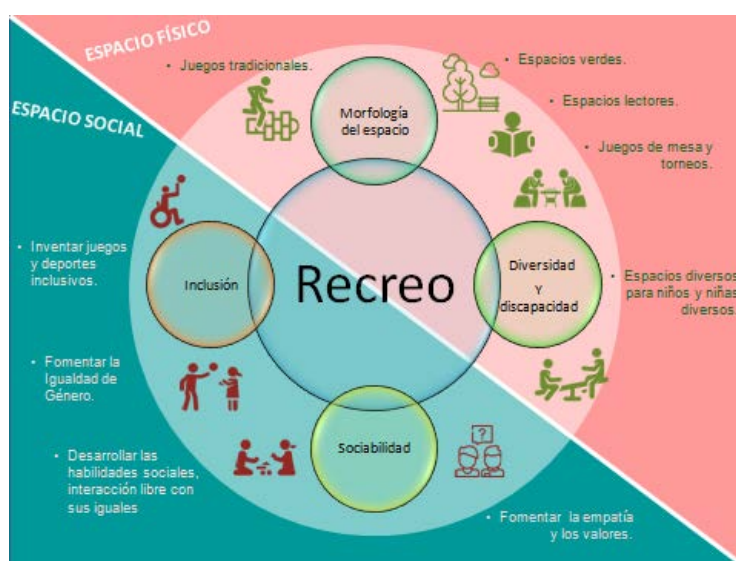 ESPACIO FÍSICO
ESPACIO SOCIAL
• Juegos tradicionales.
Morfología
del espacio
• Espacios verdes.
• Espacios lectores.
• Juegos de mesa y
torneos.
Inclusión
Recreo
Diversidad
Y
discapacidad
• Espacios diversos
para niños y niñas
diversos.
• Inventar juegos
y deportes
inclusivos.
• Fomentar la
Igualdad de
Género.
• Desarrollar las
habilidades sociales,
interacción libre con
sus iguales
Sociabilidad
?
• Fomentar la empatía
y los valores.